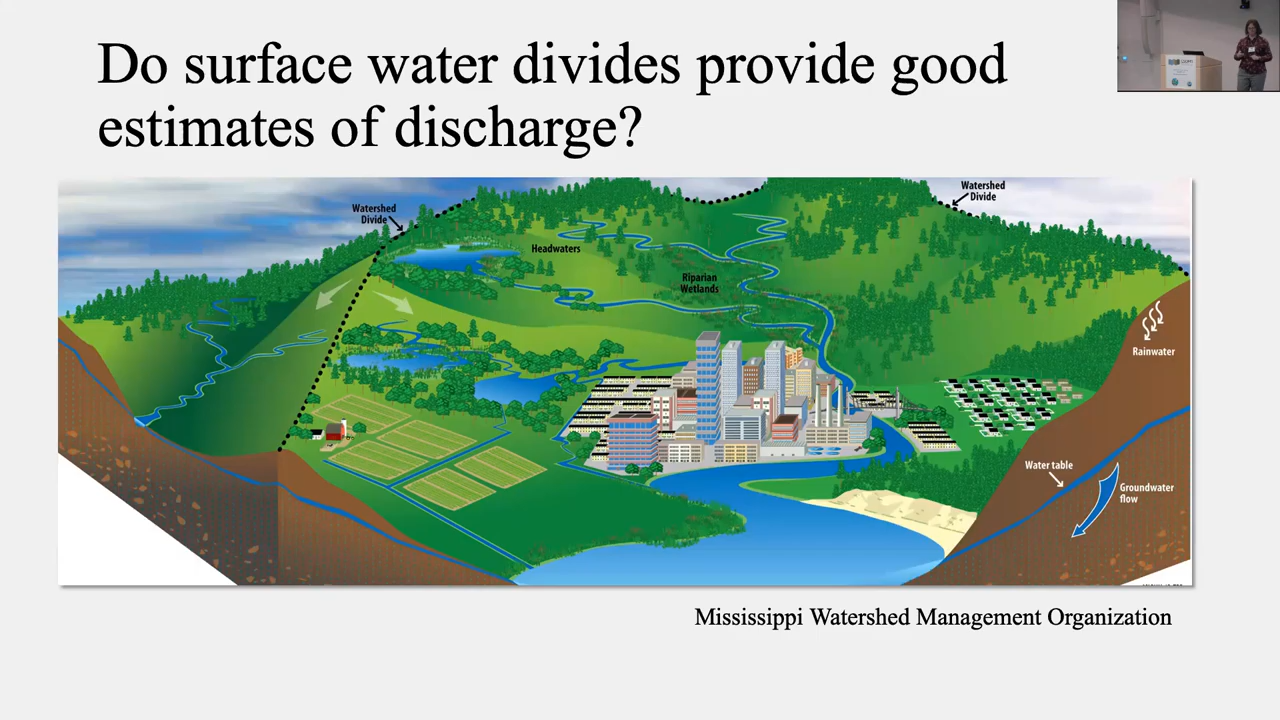 Do surface water divides provide good
estimates of discharge?
Watershed
Divide
Watershed
Divide
Headwaters
Riparian
Wetlands
Rainwater
Water table
Groundwater
flow
Mississippi Watershed Management Organization